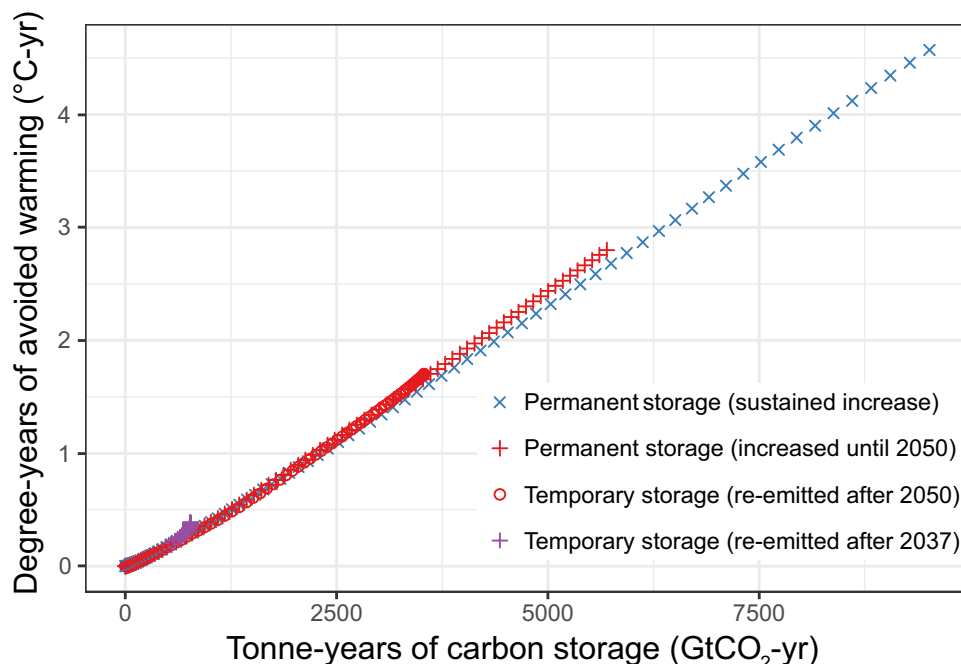 Degree-years of avoided warming (°C-yr)
4
3
2
1
0
Permanent storage (sustained increase)
Permanent storage (increased until 2050)
Temporary storage (re-emitted after 2050)
Temporary storage (re-emitted after 2037)
0 2500 5000 7500
Tonne-years of carbon storage (GtCO₂-yr)